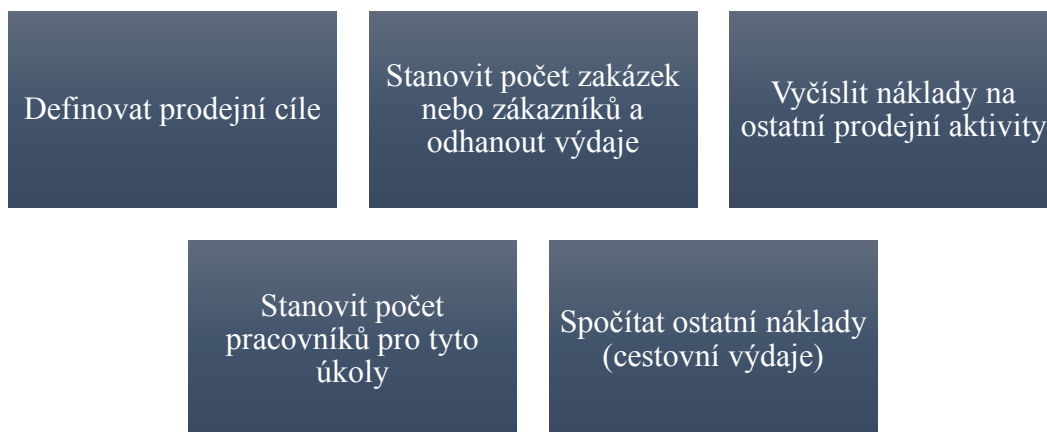 Definovat prodejní cíle
Stanovit počet zakázek
nebo zákazníků a
odhanout výdaje
Vyčíslit náklady na
ostatní prodejní aktivity
Stanovit počet
pracovníků pro tyto
úkoly
Spočítat ostatní náklady
(cestovní výdaje)